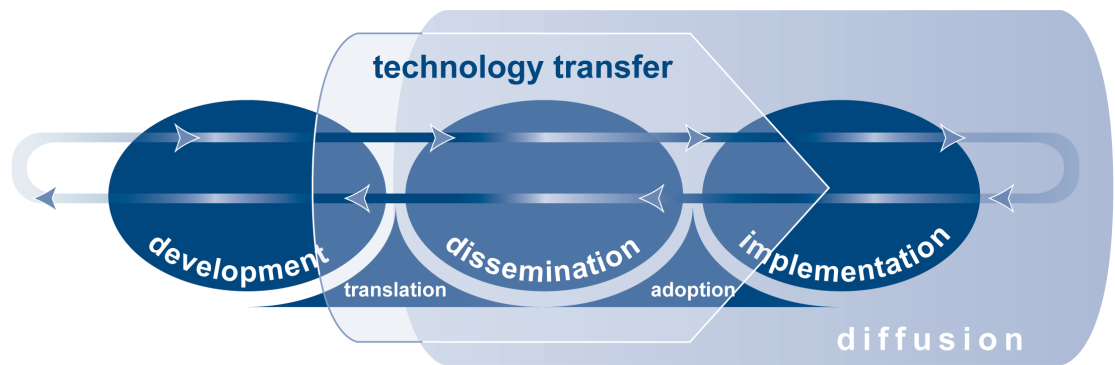 technology transfer
development
dissemination
implementation
translation
adoption
diffusion